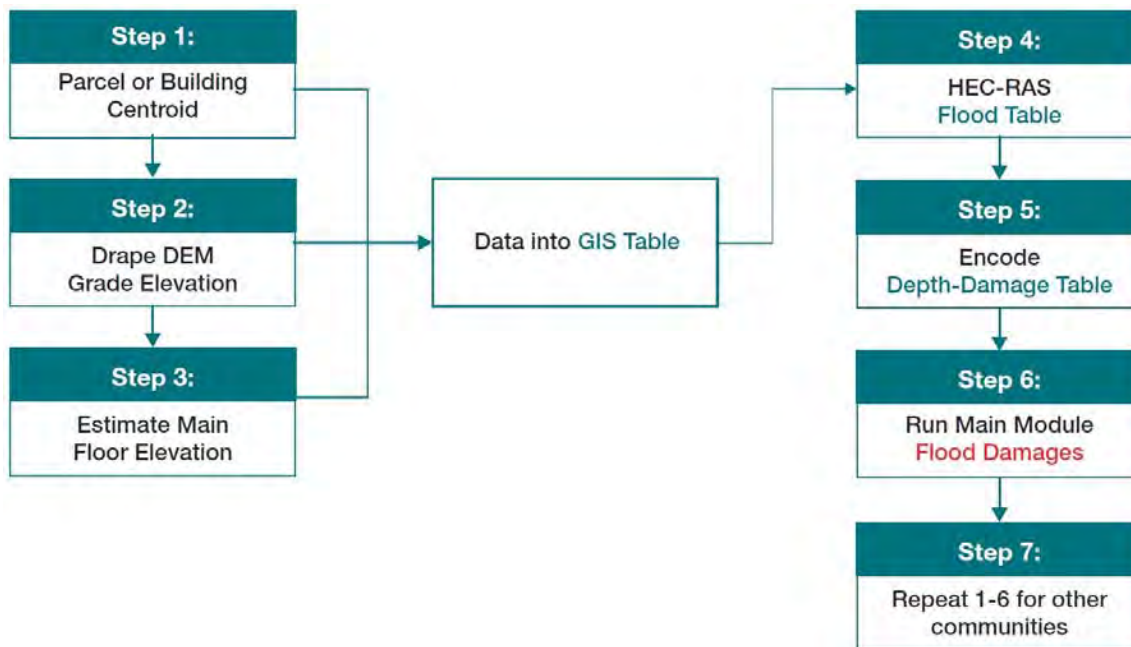 Step 1:
Parcel or Building
Centroid
Step 2:
Drape DEM
Grade Elevation
Step 3:
Estimate Main
Floor Elevation
Data into GIS Table
Step 4:
HEC-RAS
Flood Table
Step 5:
Encode
Depth-Damage Table
Step 6:
Run Main Module
Flood Damages
Step 7:
Repeat 1-6 for other
communities